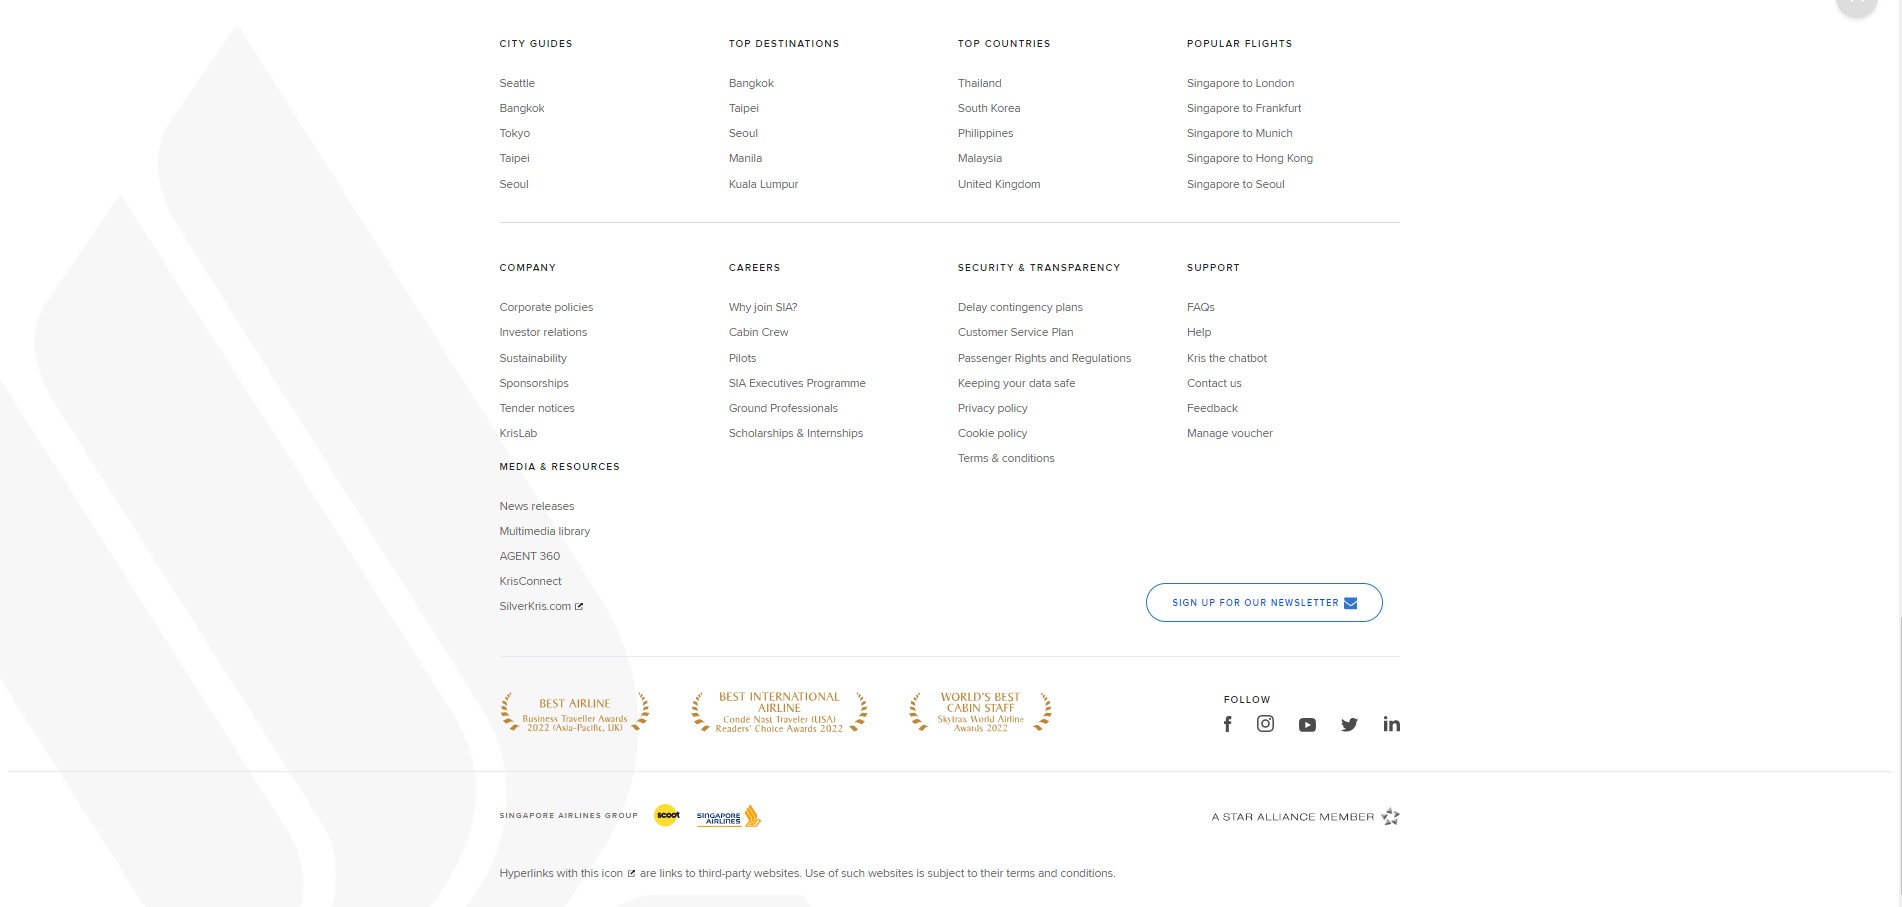 CITY GUIDES
Seattle
Bangkok
Tokyo
Taipei
Seoul
TOP DESTINATIONS
Bangkok
Taipei
Seoul
Manila
Kuala Lumpur
TOP COUNTRIES
Thailand
South Korea
Philippines
Malaysia
United Kingdom
POPULAR FLIGHTS
Singapore to London
Singapore to Frankfurt
Singapore to Munich
Singapore to Hong Kong
Singapore to Seoul
COMPANY
Corporate policies
Investor relations
Sustainability
Sponsorships
Tender notices
KrisLab
CAREERS
Why join SIA?
Cabin Crew
Pilots
SIA Executives Programme
Ground Professionals
Scholarships & Internships
SECURITY & TRANSPARENCY
Delay contingency plans
Customer Service Plan
Passenger Rights and Regulations
Keeping your data safe
Privacy policy
Cookie policy
Terms & conditions
SUPPORT
FAQs
Help
Kris the chatbot
Contact us
Feedback
Manage voucher
MEDIA & RESOURCES
News releases
Multimedia library
AGENT 360
KrisConnect
SilverKris.com
SIGN UP FOR OUR NEWSLETTER
BEST AIRLINE
Business Traveller Awards
2022 (Asia-Pacific, UK)
BEST INTERNATIONAL
AIRLINE
Condé Nast Traveler (USA)
Readers' Choice Awards 2022
WORLD'S BEST
CABIN STAFF
Skytrax World Airline
Awards 2022
FOLLOW
SINGAPORE AIRLINES GROUP
scoot
SINGAPORE
AIRLINES
A STAR ALLIANCE MEMBER
Hyperlinks with this icon are links to third-party websites. Use of such websites is subject to their terms and conditions.